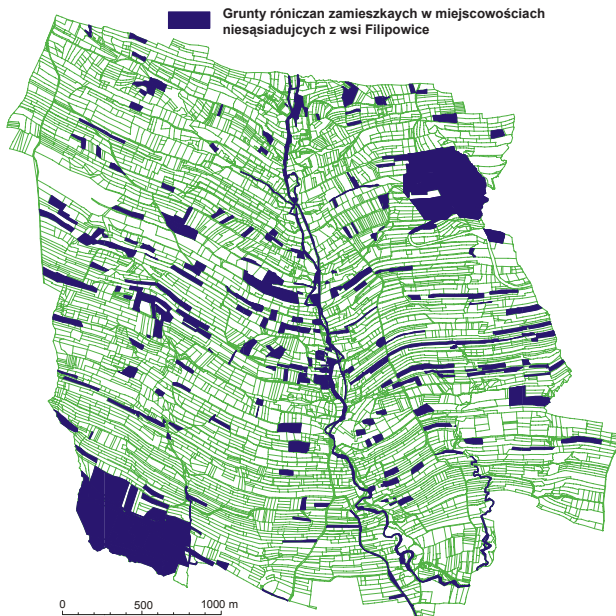 Grunty róniczan zamieszkaych w miejscowościach
niesąsiadujcych z wsi Filipowice
0 500 1000 m